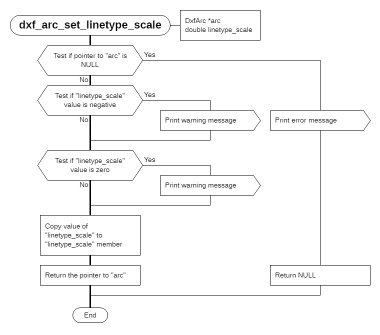 dxf_arc_set_linetype_scale
DxfArc *arc
double linetype_scale
Test if pointer to "arc" is
NULL
Yes
No
Test if "linetype_scale"
value is negative
Yes
No
Print warning message
Print error message
Test if "linetype_scale"
value is zero
Yes
No
Print warning message
Copy value of
"linetype_scale" to
"linetype_scale" member
Return the pointer to "arc"
Return NULL
End